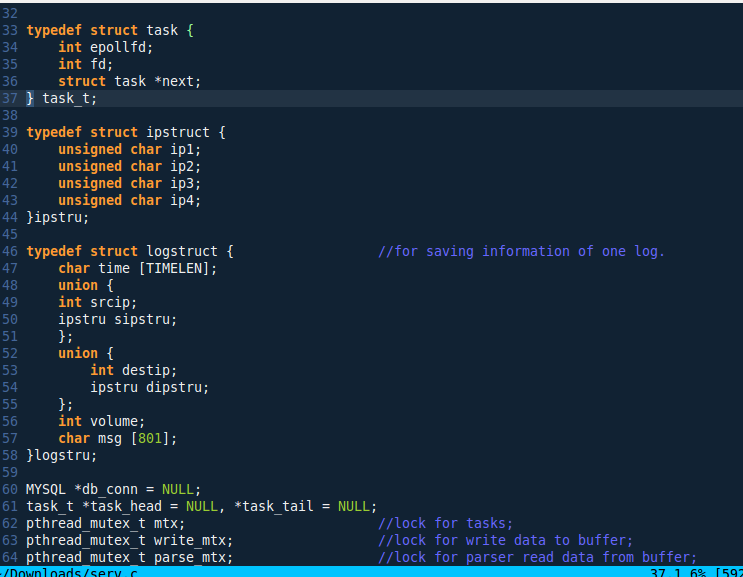 32
33 typedef struct task {
34     int epollfd;
35     int fd;
36     struct task *next;
37 } task_t;
38
39 typedef struct ipstruct {
40     unsigned char ip1;
41     unsigned char ip2;
42     unsigned char ip3;
43     unsigned char ip4;
44 }ipstru;
45
46 typedef struct logstruct {                  //for saving information of one log.
47     char time [TIMELEN];
48     union {
49     int srcip;
50     ipstru sipstru;
51     };
52     union {
53         int destip;
54         ipstru dipstru;
55     };
56     int volume;
57     char msg [801];
58 }logstru;
59
60 MYSQL *db_conn = NULL;
61 task_t *task_head = NULL, *task_tail = NULL;
62 pthread_mutex_t mtx;                        //lock for tasks;
63 pthread_mutex_t write_mtx;                  //lock for write data to buffer;
64 pthread_mutex_t parse_mtx;                  //lock for parser read data from buffer;
/Downloads/serv.c 37,1 6% [592